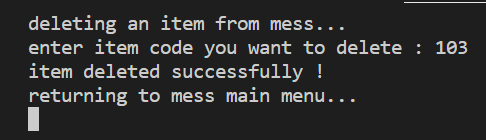 deleting an item from mess...
enter item code you want to delete : 103
item deleted successfully !
returning to mess main menu...